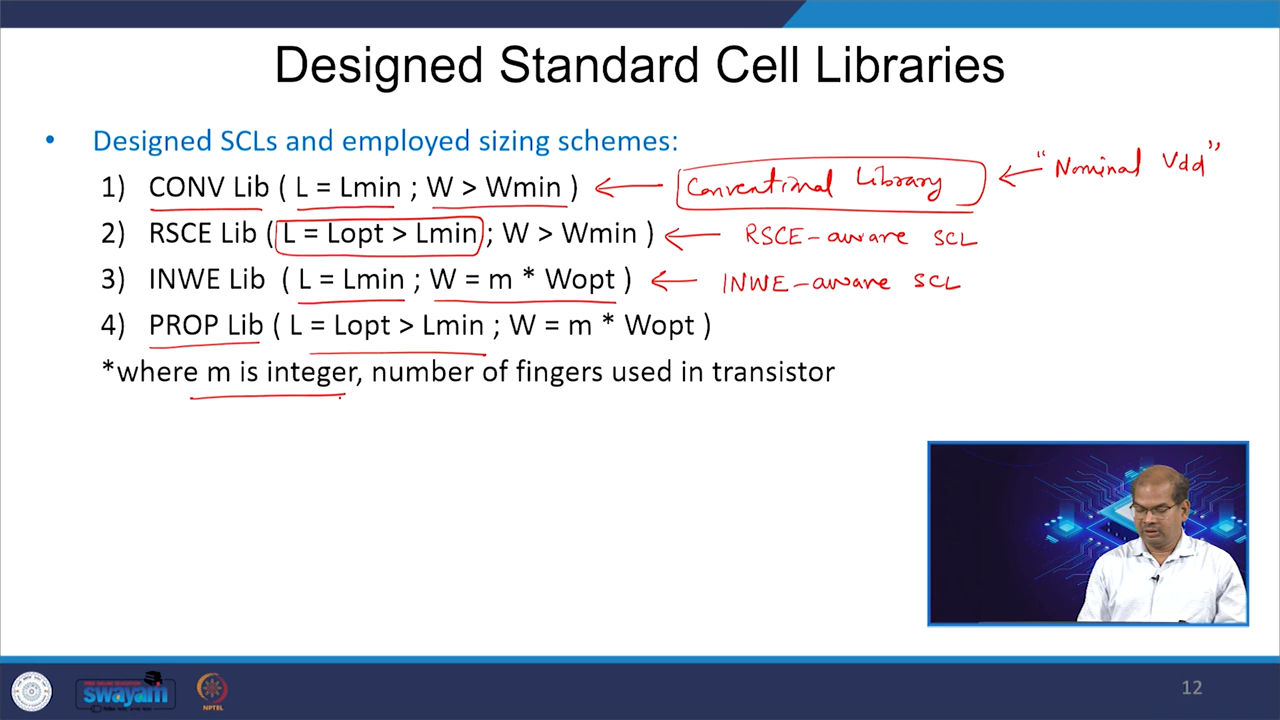 Designed Standard Cell Libraries
• Designed SCLs and employed sizing schemes:
1) CONV Lib ( L = Lmin ; W > Wmin ) ← Conventional Library ← "Nominal Vdd"
2) RSCE Lib ( L = Lopt > Lmin ; W > Wmin ) ← RSCE-aware SCL
3) INWE Lib ( L = Lmin ; W = m * Wopt ) ← INWE-aware SCL
4) PROP Lib ( L = Lopt > Lmin ; W = m * Wopt )
*where m is integer, number of fingers used in transistor
swayam
NPTEL
12